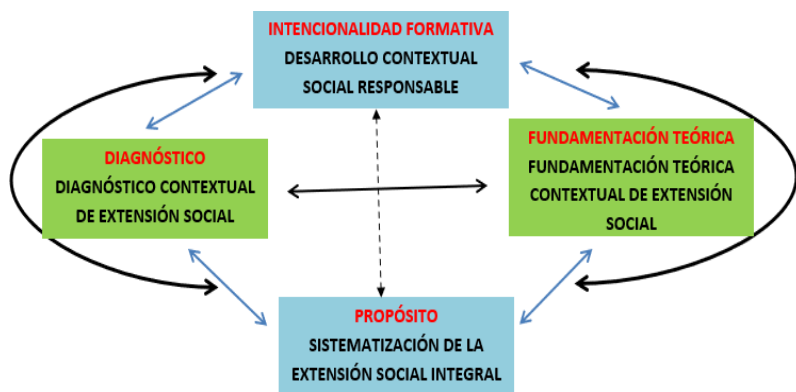 INTENCIONALIDAD FORMATIVA
DESARROLLO CONTEXTUAL
SOCIAL RESPONSABLE
DIAGNÓSTICO
DIAGNÓSTICO CONTEXTUAL
DE EXTENSIÓN SOCIAL
FUNDAMENTACIÓN TEÓRICA
FUNDAMENTACIÓN TEÓRICA
CONTEXTUAL DE EXTENSIÓN
SOCIAL
PROPÓSITO
SISTEMATIZACIÓN DE LA
EXTENSIÓN SOCIAL INTEGRAL